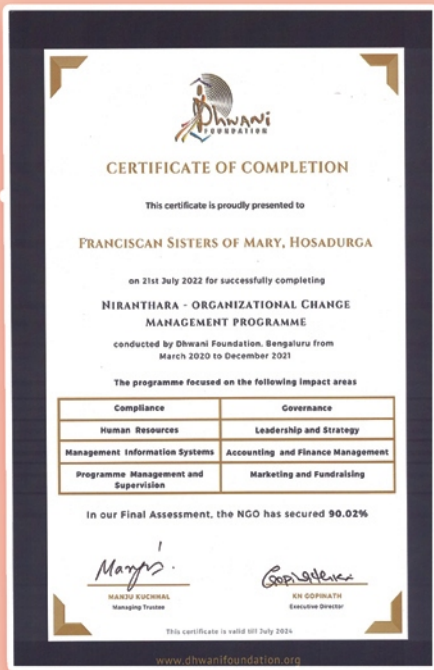 Dhwani
FOUNDATION
CERTIFICATE OF COMPLETION
This certificate is proudly presented to
FRANCISCAN SISTERS OF MARY, HOSADURGA
on 21st July 2022 for successfully completing
NIRANTHARA - ORGANIZATIONAL CHANGE
MANAGEMENT PROGRAMME
conducted by Dhwani Foundation, Bengaluru from
March 2020 to December 2021
The programme focused on the following impact areas
Compliance Governance
Human Resources Leadership and Strategy
Management Information Systems Accounting and Finance Management
Programme Management and Supervision Marketing and Fundraising
In our Final Assessment, the NGO has secured 90.02%
MANJU KUCHHAL KN GOPINATH
Managing Trustee Executive Director
This certificate is valid till July 2024
www.dhwanifoundation.org